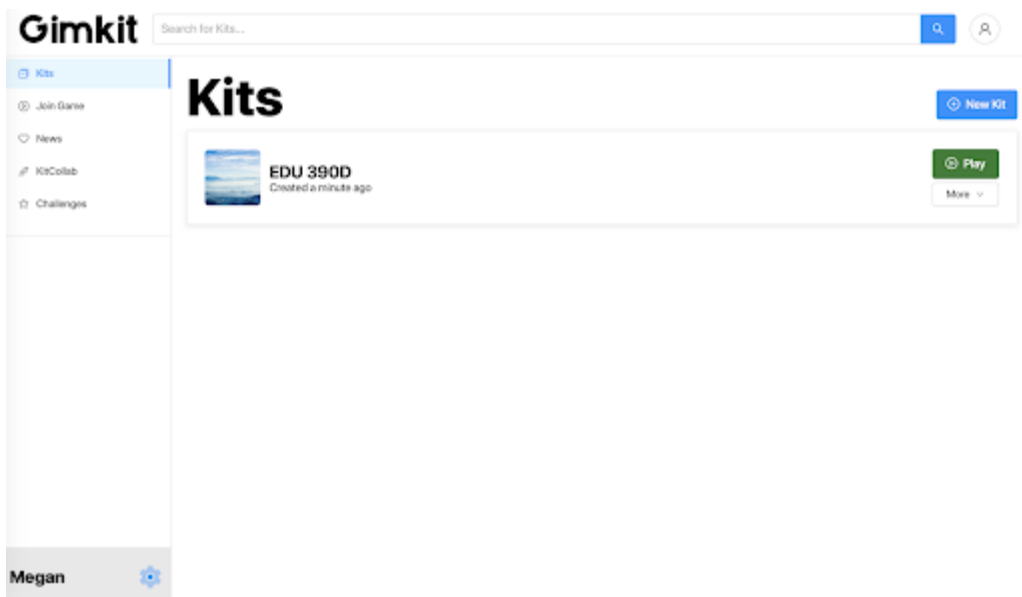 Gimkit
Search for Kits...
Kits
Join Game
News
KitCollab
Challenges
Kits
New Kit
EDU 390D
Created a minute ago
Play
More
Megan